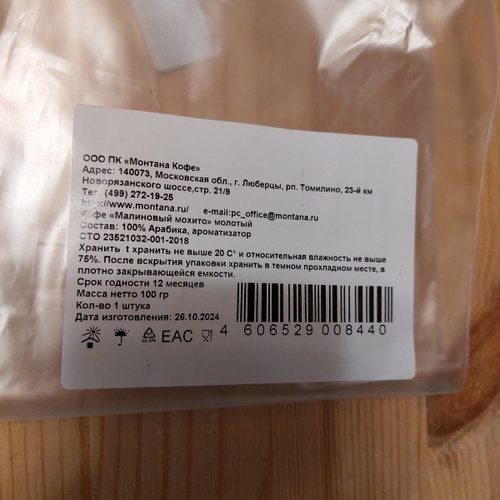 ООО ПК «Монтана Кофе»
Адрес: 140073, Московская обл., г. Люберцы, рп. Томилино, 23-й км
Новорязанского шоссе,стр. 21/9
Тел. (499) 272-19-25
http://www.montana.ru/ e-mail:pc_office@montana.ru
Кофе «Малиновый мохито» молотый
Состав: 100% Арабика, ароматизатор
СТО 23521032-001-2018
Хранить t хранить не выше 20 С° и относительная влажность не выше
75%. После вскрытия упаковки хранить в темном прохладном месте, в
плотно закрывающейся емкости.
Срок годности 12 месяцев
Масса нетто 100 гр
Кол-во 1 штука
Дата изготовления: 26.10.2024
EAC
4 606529 008440